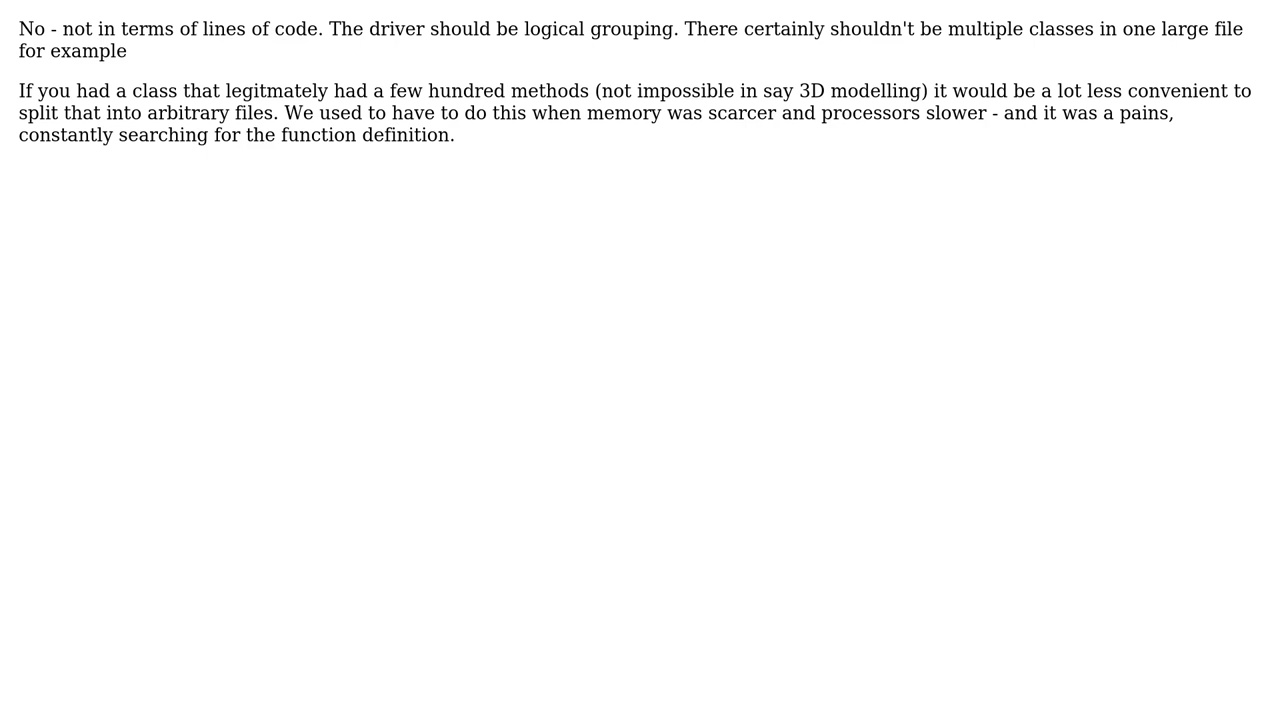 No - not in terms of lines of code. The driver should be logical grouping. There certainly shouldn't be multiple classes in one large file
for example
If you had a class that legitmately had a few hundred methods (not impossible in say 3D modelling) it would be a lot less convenient to
split that into arbitrary files. We used to have to do this when memory was scarcer and processors slower - and it was a pains,
constantly searching for the function definition.